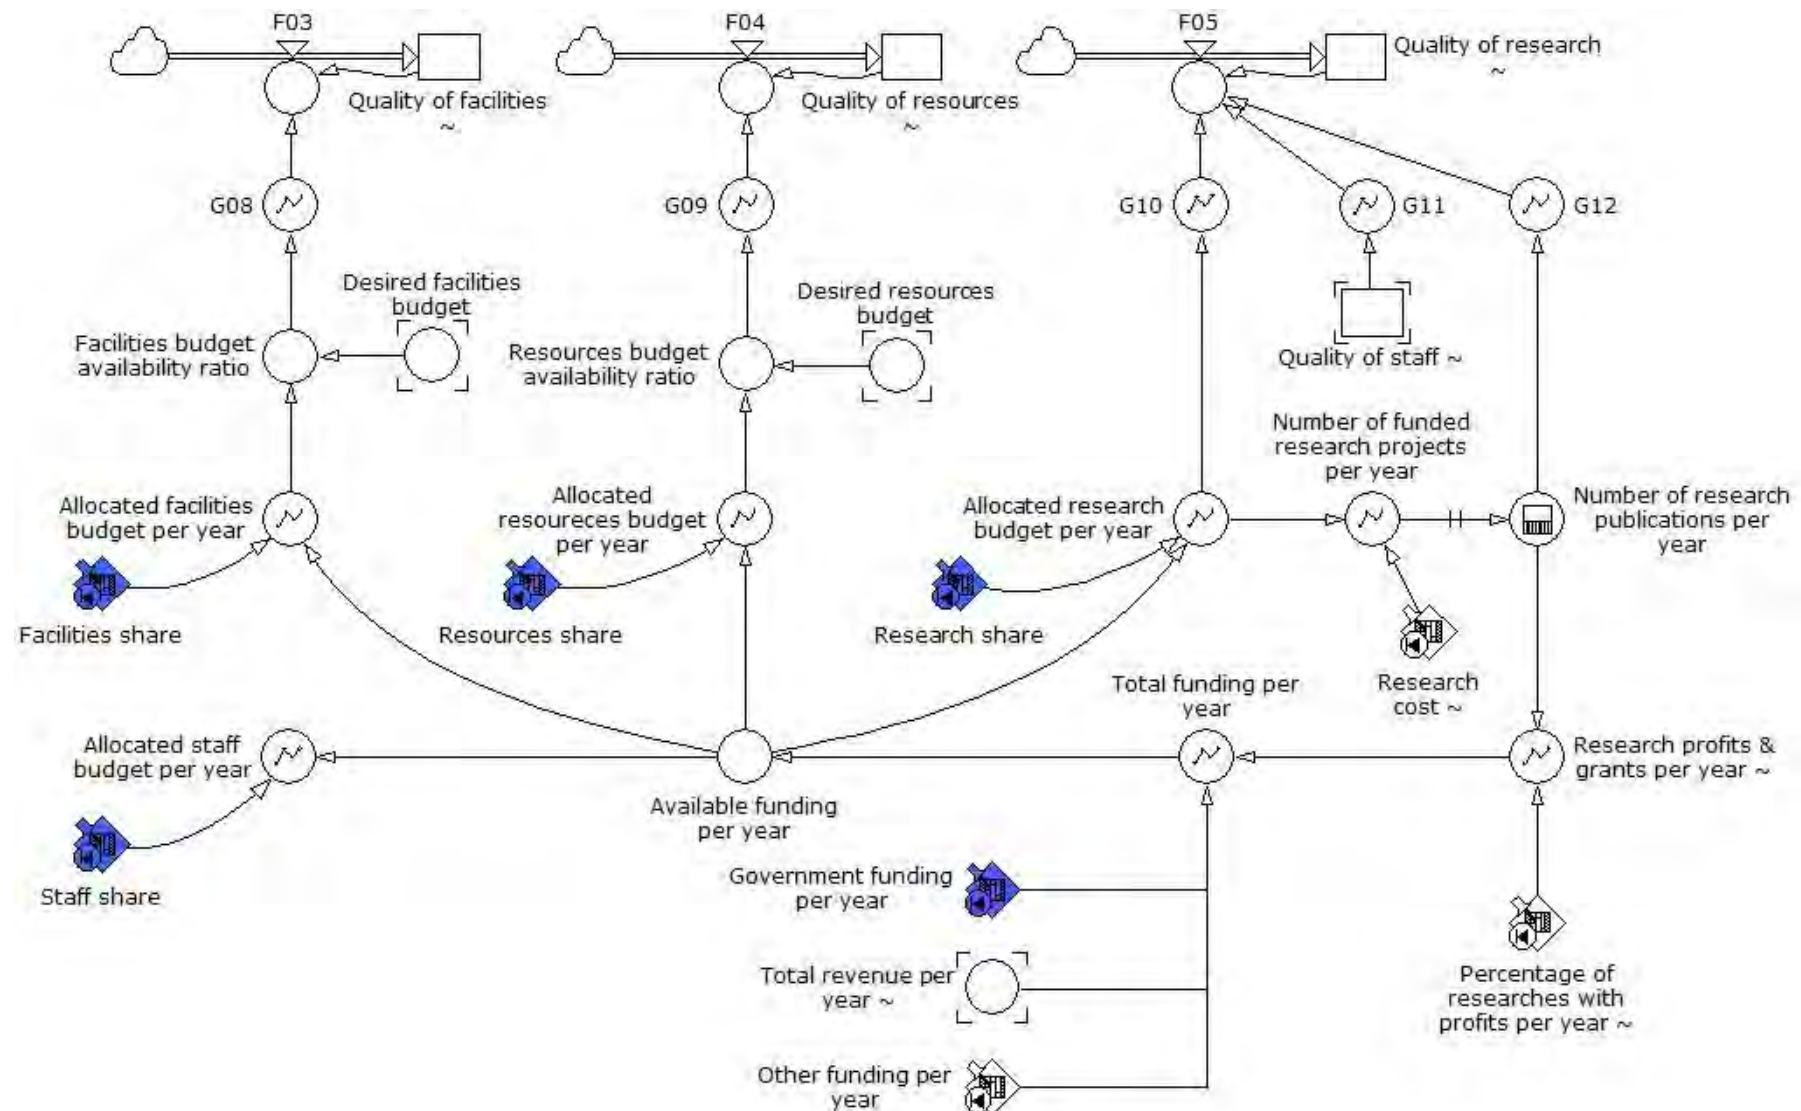 F03
F04
F05
Quality of research
~
Quality of facilities
~
Quality of resources
~
G08
G09
G10
G11
G12
Desired facilities
budget
Desired resources
budget
Facilities budget
availability ratio
Resources budget
availability ratio
Quality of staff ~
Number of funded
research projects
per year
Allocated facilities
budget per year
Allocated
resoureces budget
per year
Allocated research
budget per year
Number of research
publications per
year
Facilities share
Resources share
Research share
Research
cost ~
Total funding per
year
Allocated staff
budget per year
Research profits &
grants per year ~
Available funding
per year
Staff share
Government funding
per year
Total revenue per
year ~
Percentage of
researches with
profits per year ~
Other funding per
year